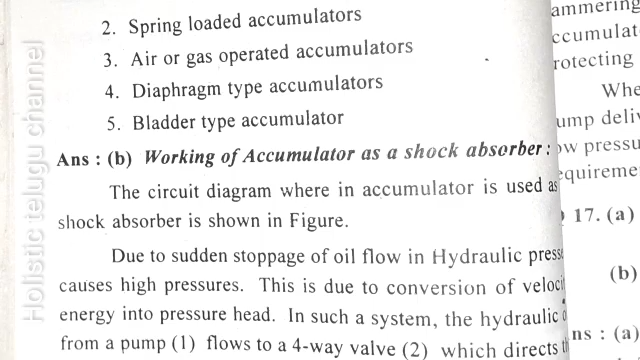 2. Spring loaded accumulators
3. Air or gas operated accumulators
4. Diaphragm type accumulators
5. Bladder type accumulator
Ans : (b) Working of Accumulator as a shock absorber :
The circuit diagram where in accumulator is used as
shock absorber is shown in Figure.
Due to sudden stoppage of oil flow in Hydraulic
causes high pressures. This is due to conversion of
energy into pressure head. In such a system, the hydraulic
from a pump (1) flows to a 4-way valve (2) which directs
ammering
ccumulat
rotecting
Whe
ump deli
ow pressu
equireme
17. (a)
(b)
ns : (a)
Holistic telugu channel